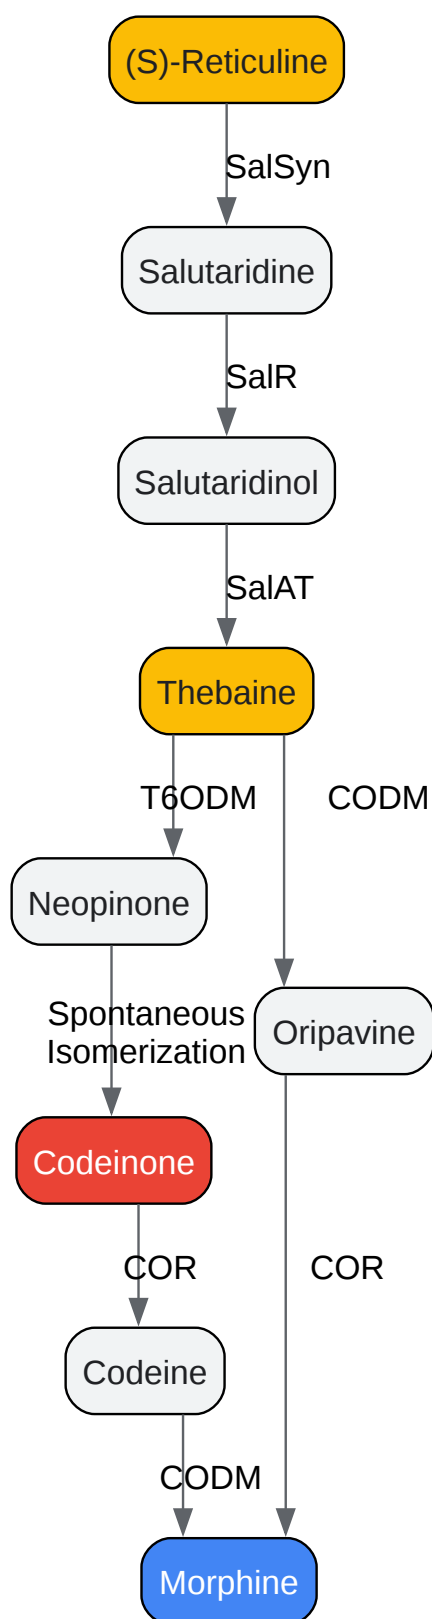 (S)-Reticuline
SalSyn
Salutaridine
SalR
Salutaridinol
SalAT
Thebaine
T6ODM
CODM
Neopinone
Spontaneous
Isomerization
Oripavine
Codeinone
COR
COR
Codeine
CODM
Morphine